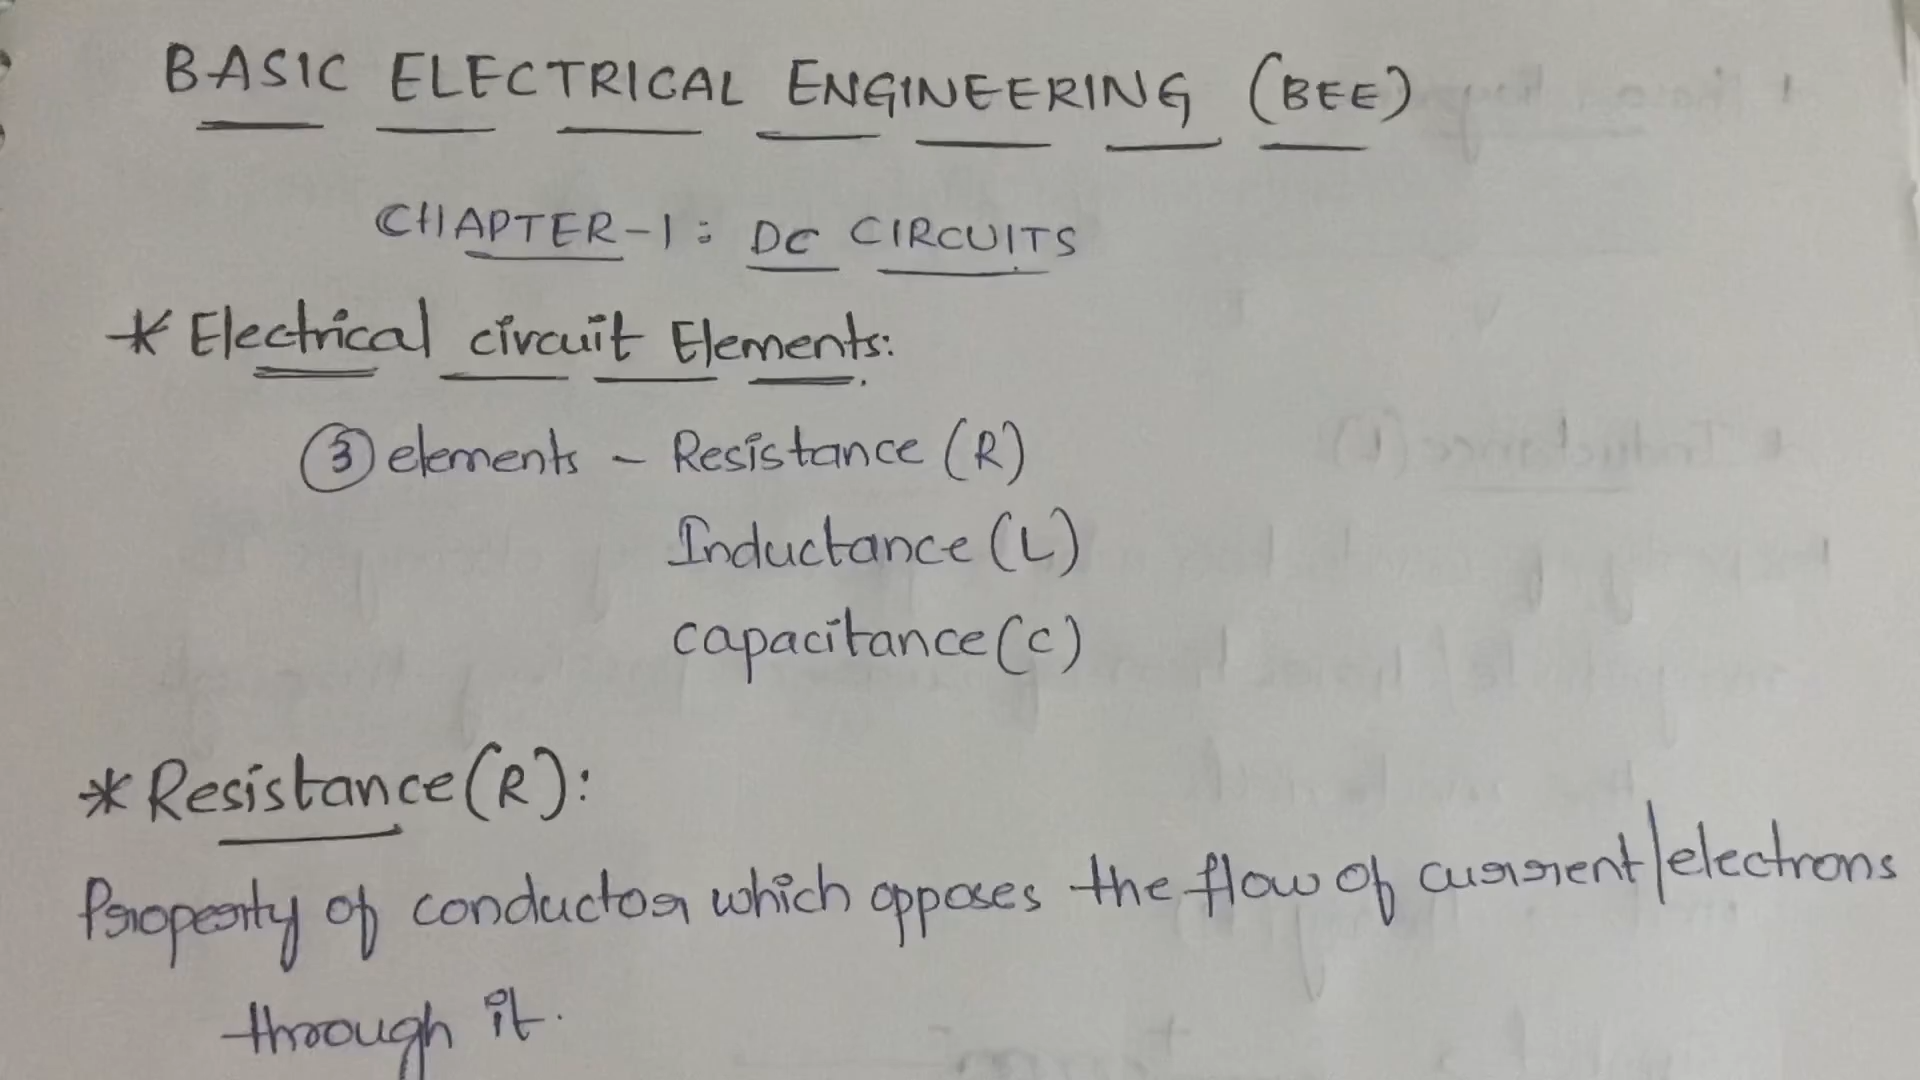 BASIC ELECTRICAL ENGINEERING (BEE)
CHAPTER-1: DC CIRCUITS
* Electrical circuit Elements:
③ elements - Resistance (R)
Inductance (L)
capacitance (C)
* Resistance (R):
Property of conductor which opposes the flow of current/electrons
through it.